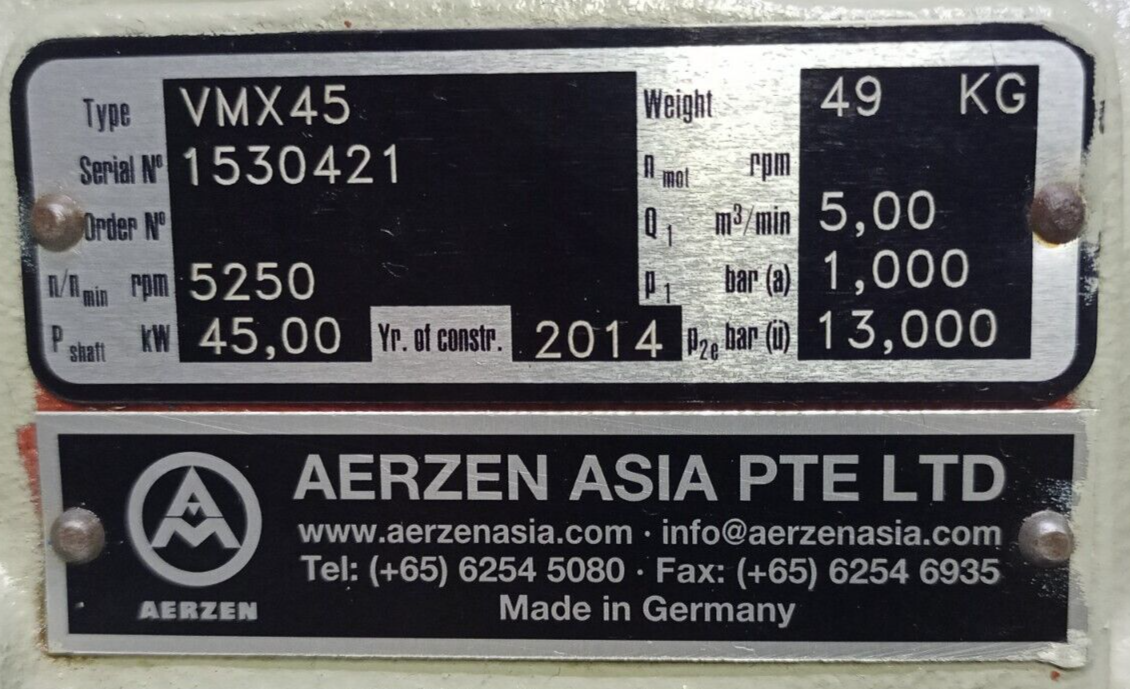 Type VMX45 Weight 49 KG
Serial Nº 1530421 n mot rpm
Order Nº Q 1 m³/min 5,00
n/n min rpm 5250 p 1 bar (a) 1,000
P shaft kW 45,00 Yr. of constr. 2014 p 2e bar (ü) 13,000
AERZEN ASIA PTE LTD
www.aerzenasia.com · info@aerzenasia.com
Tel: (+65) 6254 5080 · Fax: (+65) 6254 6935
AERZEN Made in Germany